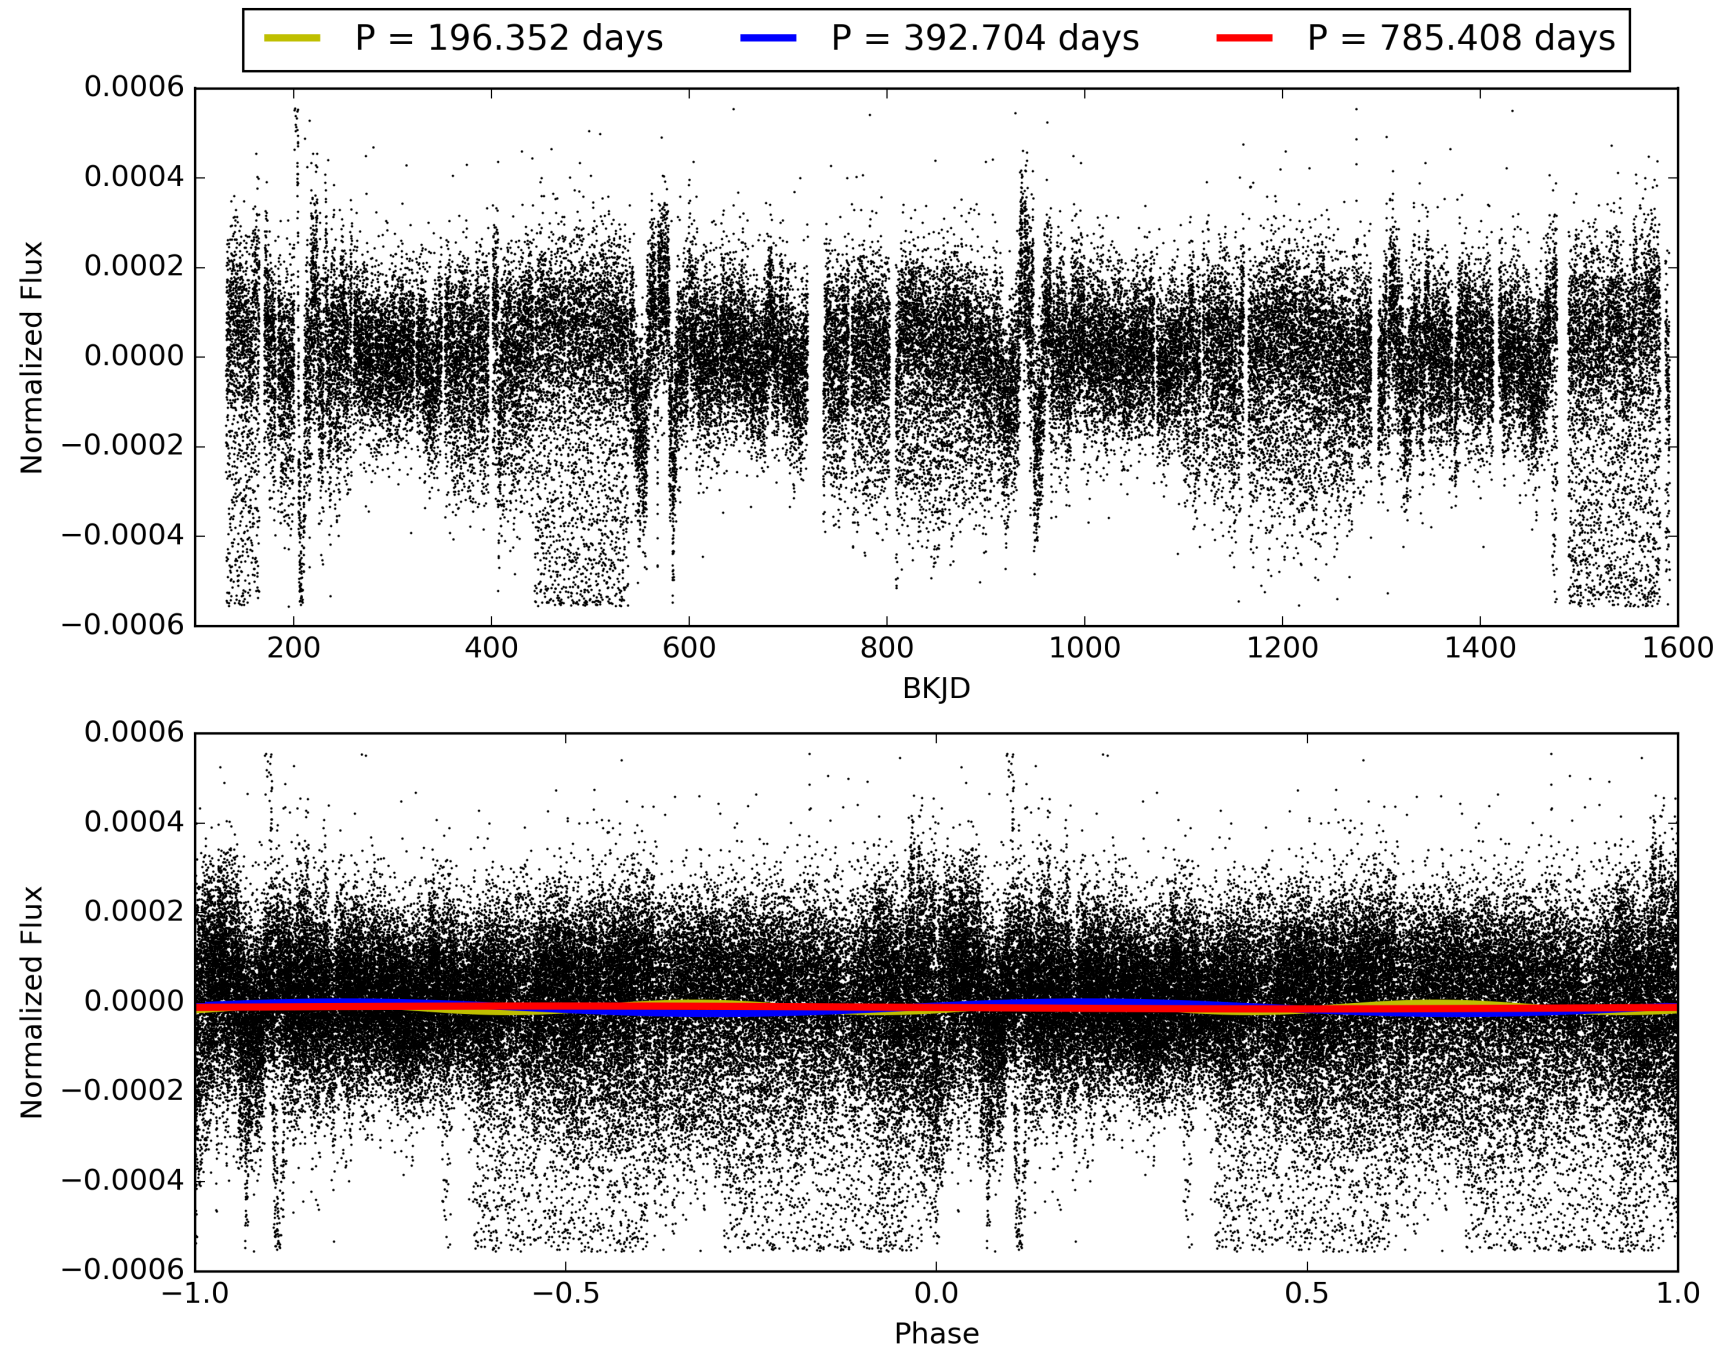 P = 196.352 days P = 392.704 days P = 785.408 days
0.0006
0.0004
0.0002
0.0000
−0.0002
−0.0004
−0.0006
Normalized Flux
200 400 600 800 1000 1200 1400 1600
BKJD
0.0006
0.0004
0.0002
0.0000
−0.0002
−0.0004
−0.0006
Normalized Flux
−1.0 −0.5 0.0 0.5 1.0
Phase